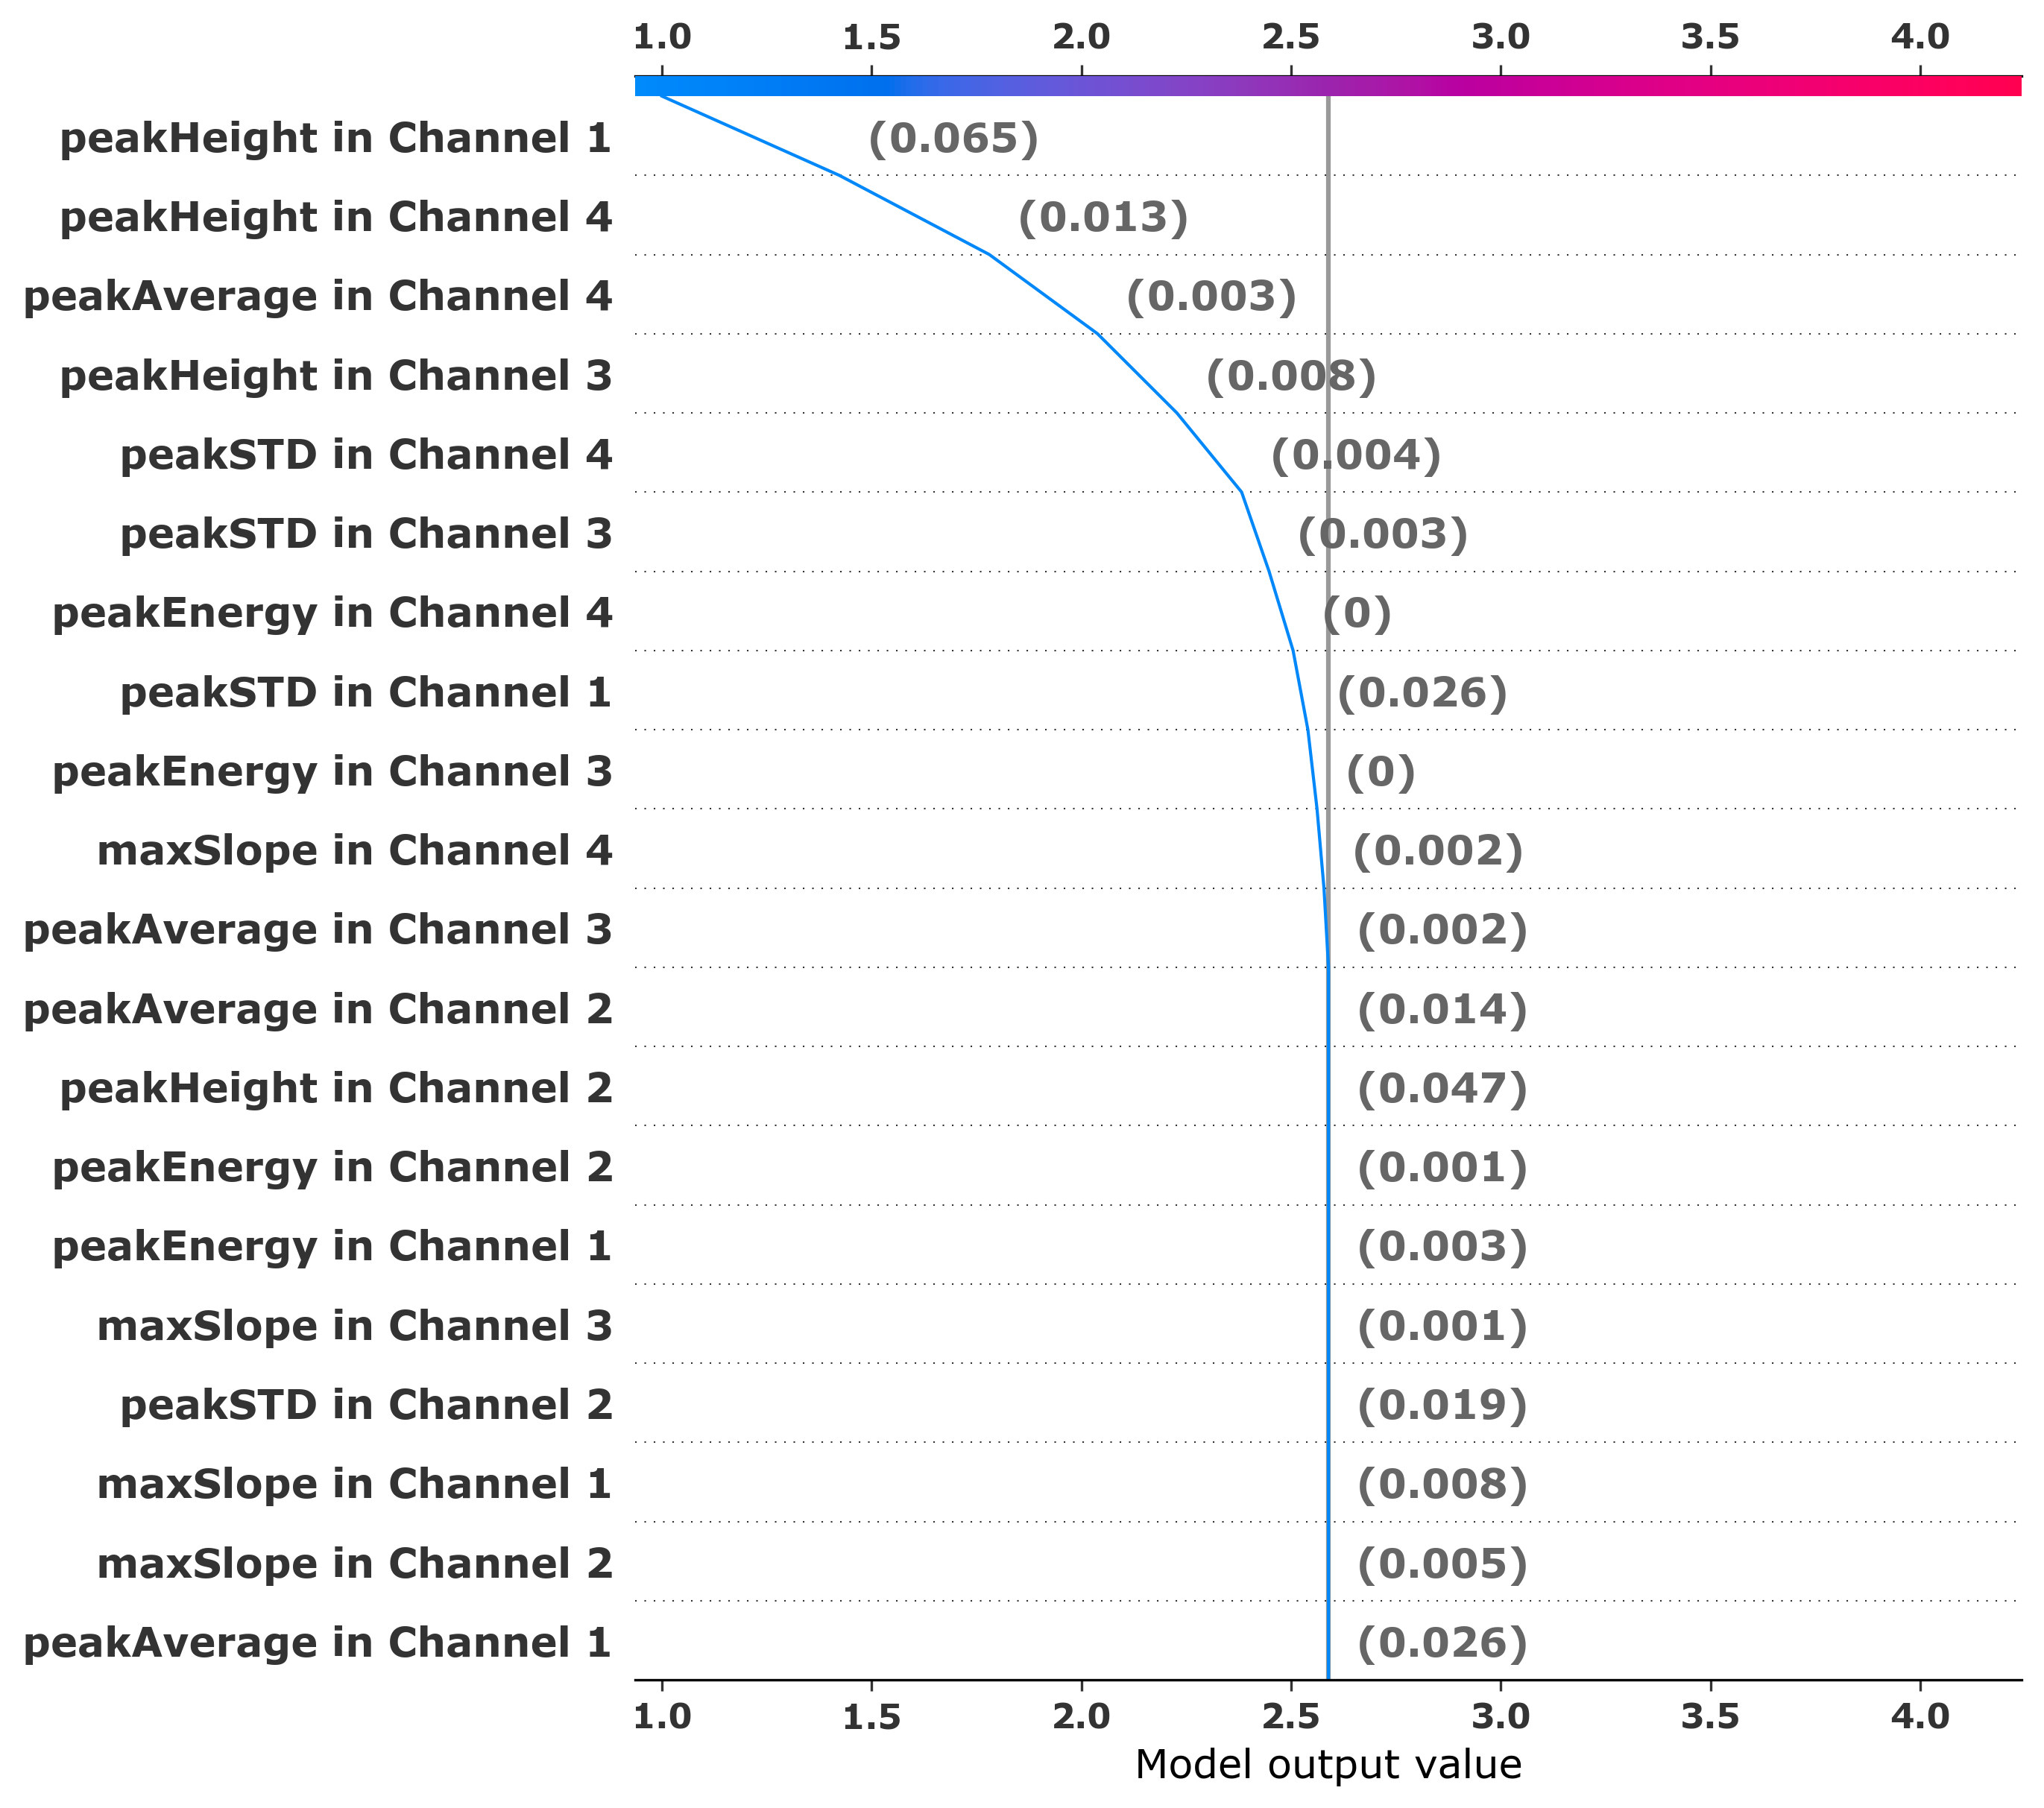 1.0 1.5 2.0 2.5 3.0 3.5 4.0
peakHeight in Channel 1 (0.065)
peakHeight in Channel 4 (0.013)
peakAverage in Channel 4 (0.003)
peakHeight in Channel 3 (0.008)
peakSTD in Channel 4 (0.004)
peakSTD in Channel 3 (0.003)
peakEnergy in Channel 4 (0)
peakSTD in Channel 1 (0.026)
peakEnergy in Channel 3 (0)
maxSlope in Channel 4 (0.002)
peakAverage in Channel 3 (0.002)
peakAverage in Channel 2 (0.014)
peakHeight in Channel 2 (0.047)
peakEnergy in Channel 2 (0.001)
peakEnergy in Channel 1 (0.003)
maxSlope in Channel 3 (0.001)
peakSTD in Channel 2 (0.019)
maxSlope in Channel 1 (0.008)
maxSlope in Channel 2 (0.005)
peakAverage in Channel 1 (0.026)
1.0 1.5 2.0 2.5 3.0 3.5 4.0
Model output value